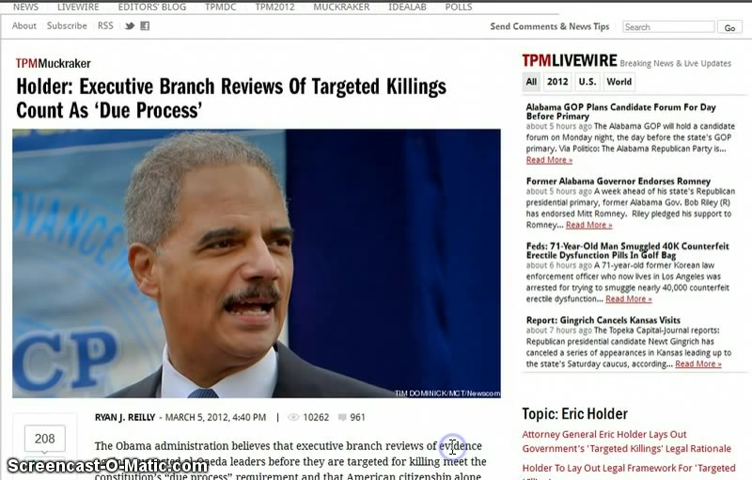 NEWS LIVEWIRE EDITORS' BLOG TPMDC TPM2012 MUCKRAKER IDEALAB POLLS
About Subscribe RSS
Send Comments & News Tips Search Go
TPMMuckraker
Holder: Executive Branch Reviews Of Targeted Killings
Count As ‘Due Process’
VANCEME
CP
TIM DOMINICK/MCT/Newscom
RYAN J. REILLY - MARCH 5, 2012, 4:40 PM | 10262 961
208
The Obama administration believes that executive branch reviews of evidence
leaders before they are targeted for killing meet the
constitution's “due process” requirement and that American citizenship alone
Screencast-O-Matic.com
TPMLIVEWIRE Breaking News & Live Updates
All 2012 U.S. World
Alabama GOP Plans Candidate Forum For Day
Before Primary
about 5 hours ago The Alabama GOP will hold a candidate
forum on Monday night, the day before the state's GOP
primary. Via Politico: The Alabama Republican Party is...
Read More »
Former Alabama Governor Endorses Romney
about 5 hours ago A week ahead of his state's Republican
presidential primary, former Alabama Gov. Bob Riley (R)
has endorsed Mitt Romney. Riley pledged his support to
Romney... Read More »
Feds: 71-Year-Old Man Smuggled 40K Counterfeit
Erectile Dysfunction Pills In Golf Bag
about 6 hours ago A 71-year-old former Korean law
enforcement officer who now lives in Los Angeles was
arrested for trying to smuggle nearly 40,000 counterfeit
erectile dysfunction... Read More »
Report: Gingrich Cancels Kansas Visits
about 7 hours ago The Topeka Capital-Journal reports:
Republican presidential candidate Newt Gingrich has
canceled a series of appearances in Kansas leading up to
the state's Saturday caucus, according... Read More »
Topic: Eric Holder
Attorney General Eric Holder Lays Out
Government's 'Targeted Killings' Legal Rationale
Holder To Lay Out Legal Framework For 'Targeted